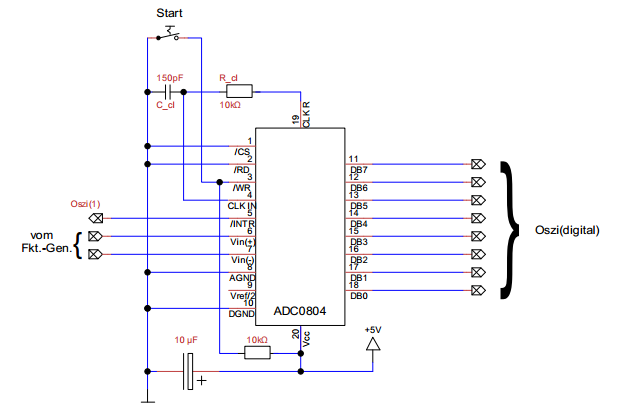 Start
150pF
C_cl
R_cl
10kΩ
19
CLK R
1
/CS
2
/RD
3
/WR
4
CLK IN
5
/INTR
6
Vin(+)
7
Vin(-)
8
AGND
9
Vref/2
10
DGND
11
DB7
12
DB6
13
DB5
14
DB4
15
DB3
16
DB2
17
DB1
18
DB0
ADC0804
20
Vcc
Oszi(1)
vom
Fkt.-Gen.
Oszi(digital)
10kΩ
+5V
10 µF
+